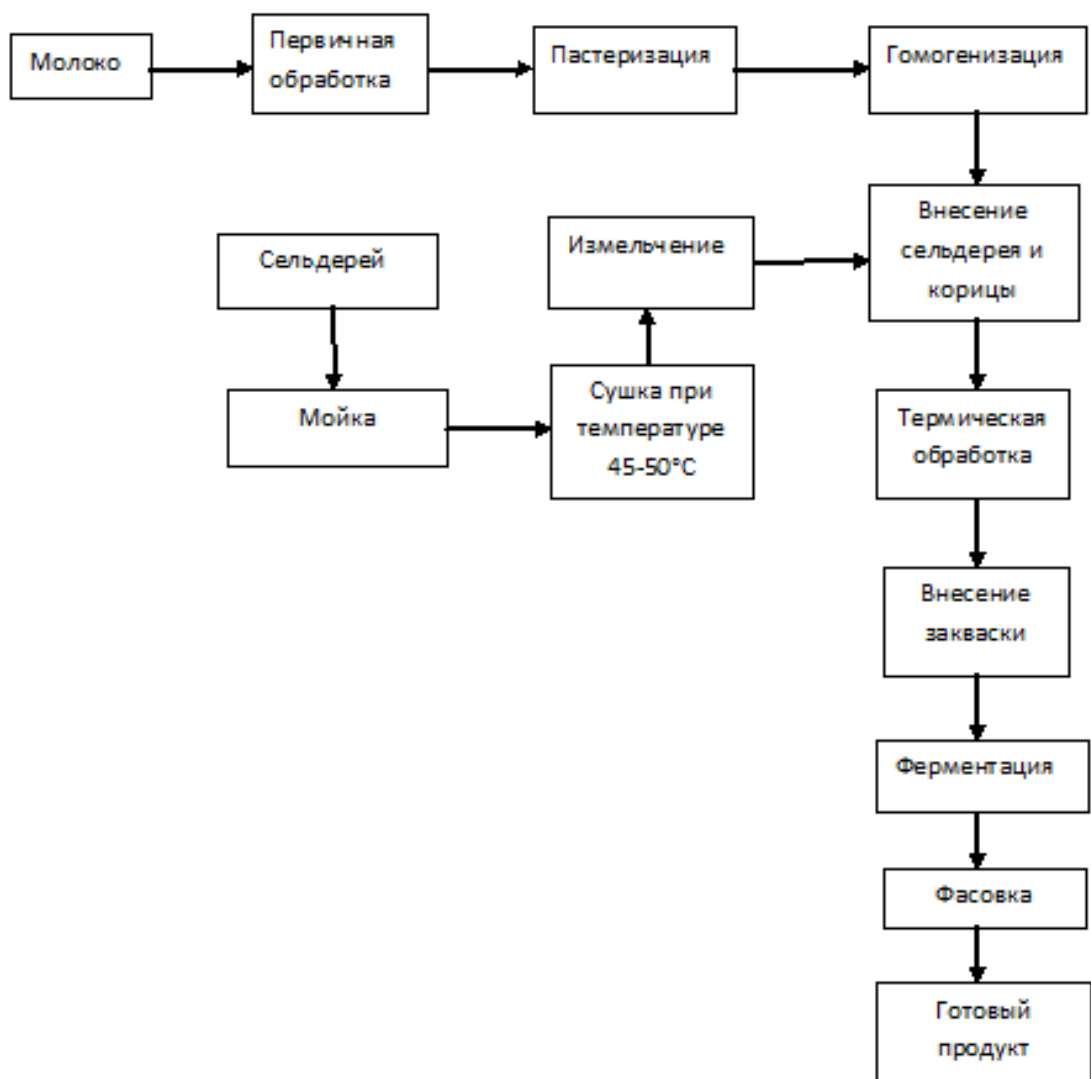 Молоко
Первичная
обработка
Пастеризация
Гомогенизация
Сельдерей
Измельчение
Внесение
сельдерея и
корицы
Мойка
Сушка при
температуре
45-50°С
Термическая
обработка
Внесение
закваски
Ферментация
Фасовка
Готовый
продукт